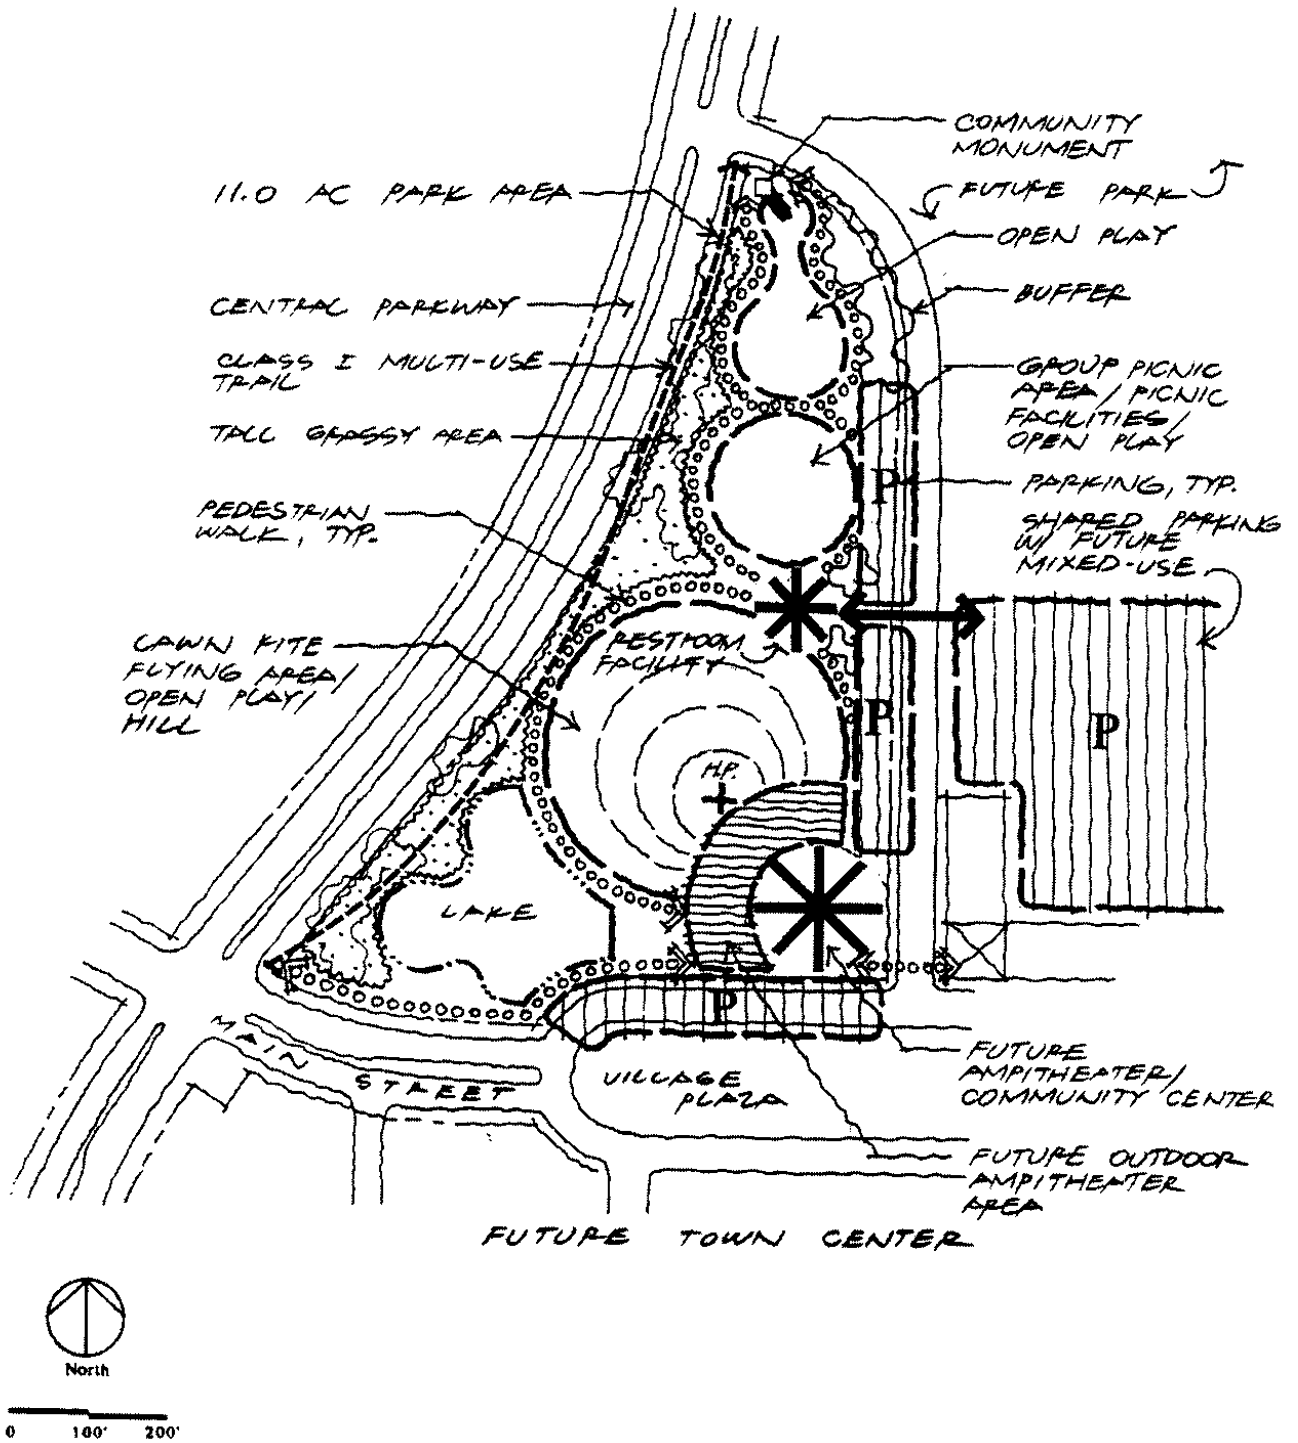 COMMUNITY
MONUMENT
11.0 AC PARK AREA
FUTURE PARK
OPEN PLAY
CENTRAL PARKWAY
BUFFER
CLASS I MULTI-USE
TRAIL
GROUP PICNIC
AREA/PICNIC
FACILITIES/
OPEN PLAY
TALL GRASSY AREA
P
PARKING, TYP.
PEDESTRIAN
WALK, TYP.
SHARED PARKING
W/ FUTURE
MIXED-USE
LAWN KITE
FLYING AREA/
OPEN PLAY/
HILL
RESTROOM
FACILITY
P
P
H.P.
LAKE
P
MAIN STREET
VILLAGE
PLAZA
FUTURE
AMPITHEATER/
COMMUNITY CENTER
FUTURE OUTDOOR
AMPITHEATER
AREA
FUTURE TOWN CENTER
North
0 100' 200'